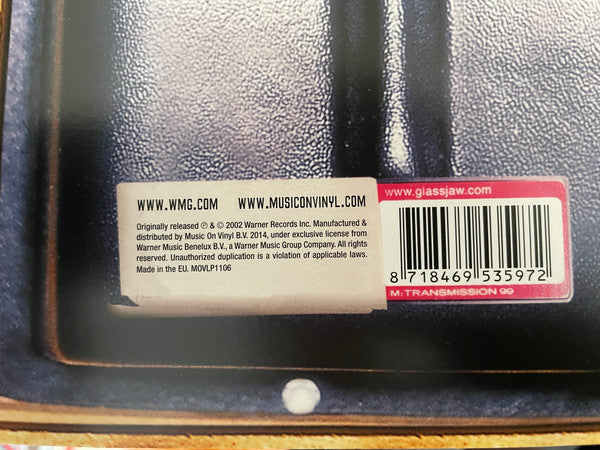 WWW.WMG.COM WWW.MUSICONVINYL.COM
Originally released ℗ & © 2002 Warner Records Inc. Manufactured &
distributed by Music On Vinyl B.V. 2014, under exclusive license from
Warner Music Benelux B.V., a Warner Music Group Company. All rights
reserved. Unauthorized duplication is a violation of applicable laws.
Made in the EU. MOVLP1106
www.glassjaw.com
8 718469 535972
M:TRANSMISSION 99